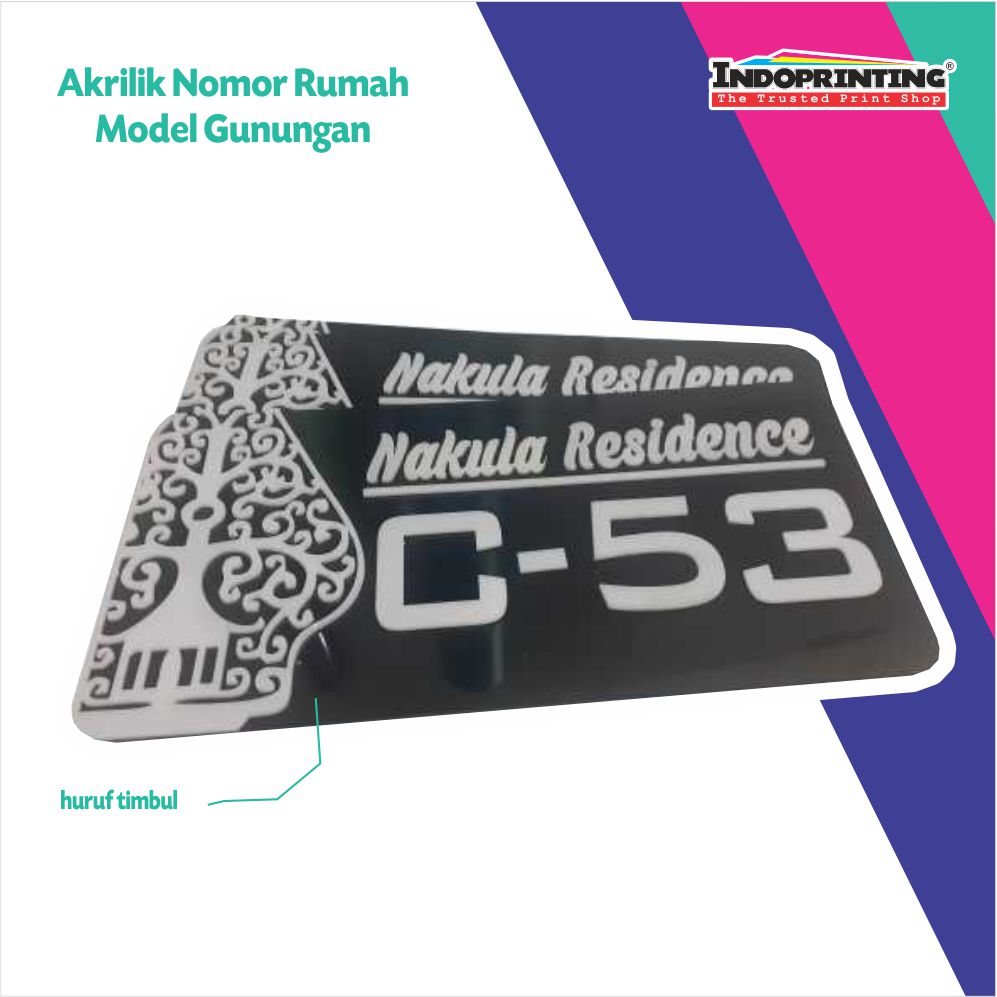 Akrilik Nomor Rumah
Model Gunungan
INDOPRINTING®
The Trusted Print Shop
Nakula Residence
Nakula Residence
C-53
huruf timbul